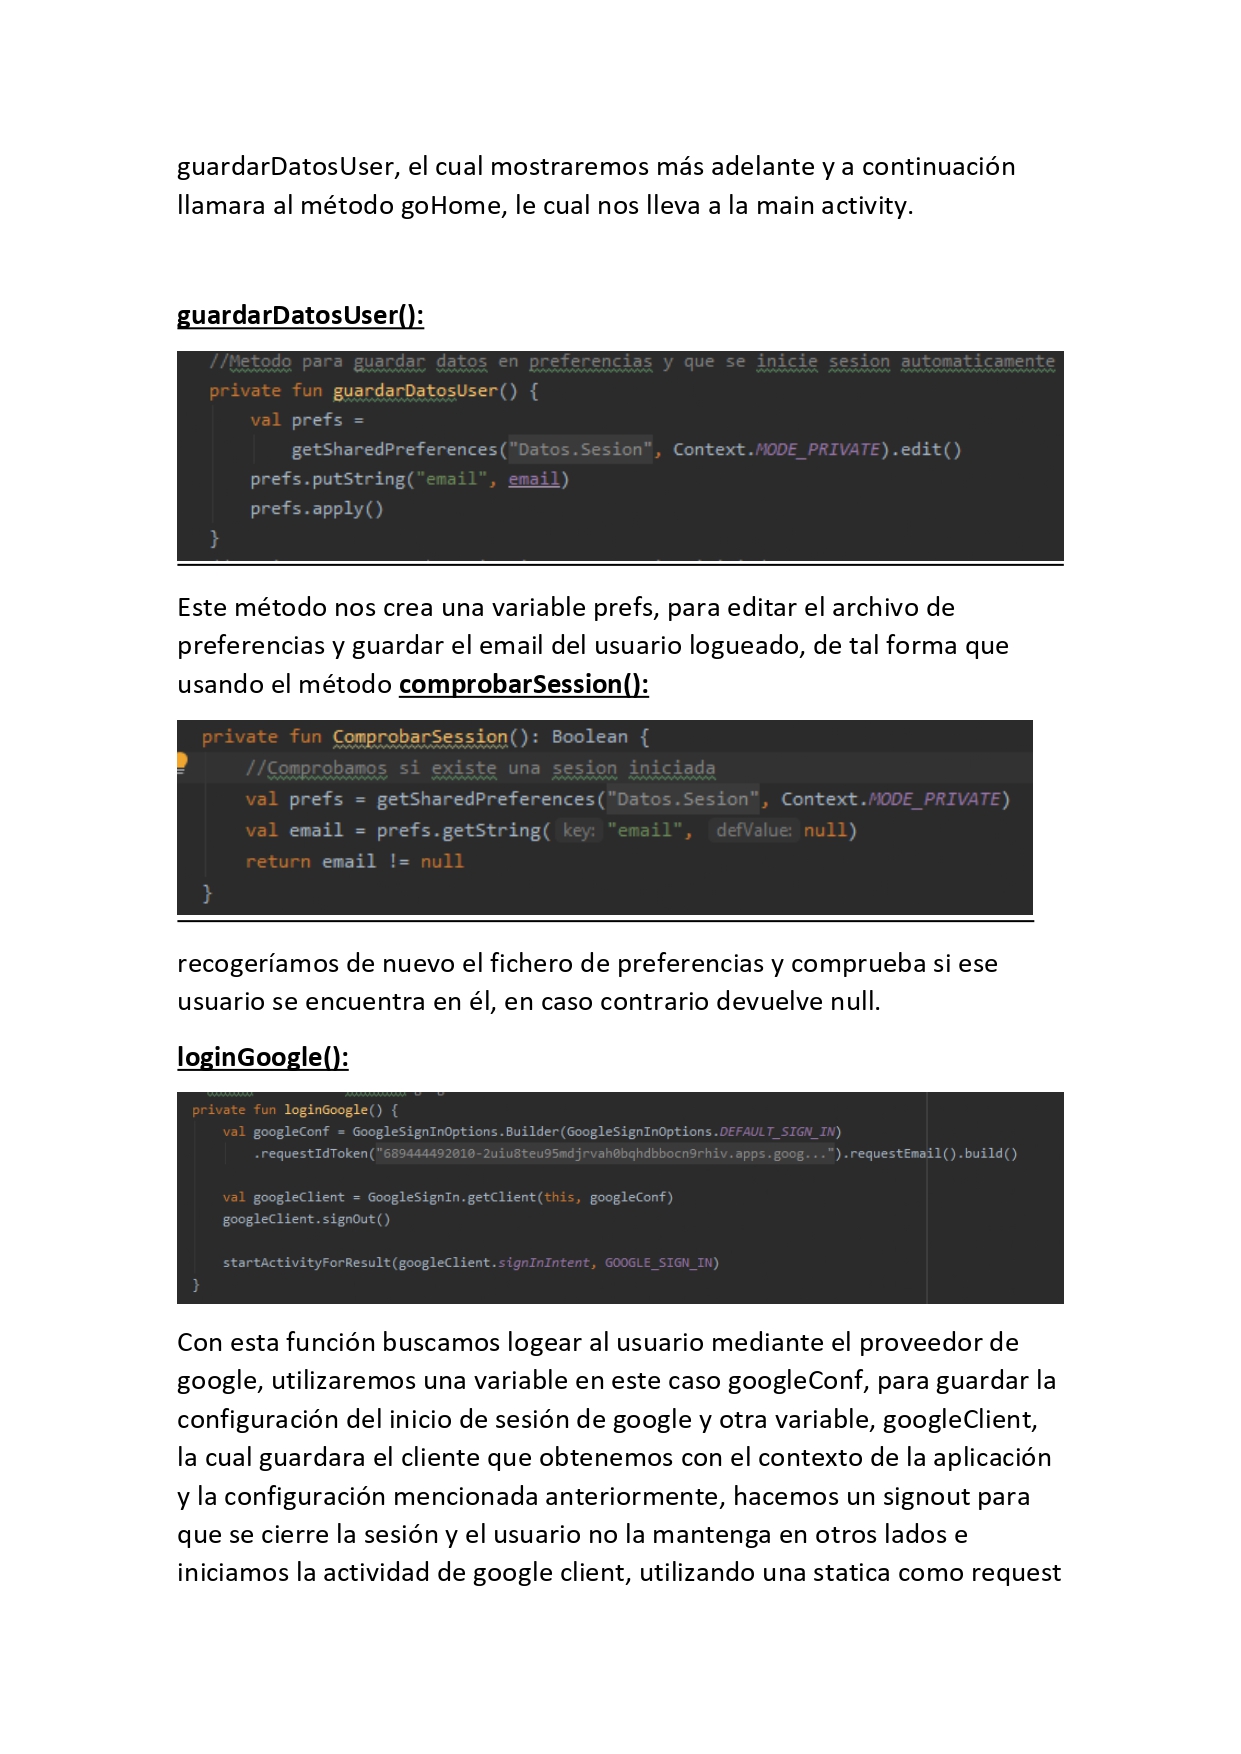 guardarDatosUser, el cual mostraremos más adelante y a continuación
llamara al método goHome, le cual nos lleva a la main activity.
guardarDatosUser():
//Metodo para guardar datos en preferencias y que se inicie sesion automaticamente
private fun guardarDatosUser() {
val prefs =
getSharedPreferences("Datos.Sesion", Context.MODE_PRIVATE).edit()
prefs.putString("email", email)
prefs.apply()
}
Este método nos crea una variable prefs, para editar el archivo de
preferencias y guardar el email del usuario logueado, de tal forma que
usando el método comprobarSession():
private fun ComprobarSession(): Boolean {
//Comprobamos si existe una sesion iniciada
val prefs = getSharedPreferences("Datos.Sesion", Context.MODE_PRIVATE)
val email = prefs.getString( key: "email", defValue: null)
return email != null
}
recogeríamos de nuevo el fichero de preferencias y comprueba si ese
usuario se encuentra en él, en caso contrario devuelve null.
loginGoogle():
private fun loginGoogle() {
val googleConf = GoogleSignInOptions.Builder(GoogleSignInOptions.DEFAULT_SIGN_IN)
.requestIdToken("689444492010-2uiu8teu95mdjrvah0bqhdbbocn9rhiv.apps.goog...").requestEmail().build()
val googleClient = GoogleSignIn.getClient(this, googleConf)
googleClient.signOut()
startActivityForResult(googleClient.signInIntent, GOOGLE_SIGN_IN)
}
Con esta función buscamos logear al usuario mediante el proveedor de
google, utilizaremos una variable en este caso googleConf, para guardar la
configuración del inicio de sesión de google y otra variable, googleClient,
la cual guardara el cliente que obtenemos con el contexto de la aplicación
y la configuración mencionada anteriormente, hacemos un signout para
que se cierre la sesión y el usuario no la mantenga en otros lados e
iniciamos la actividad de google client, utilizando una statica como request